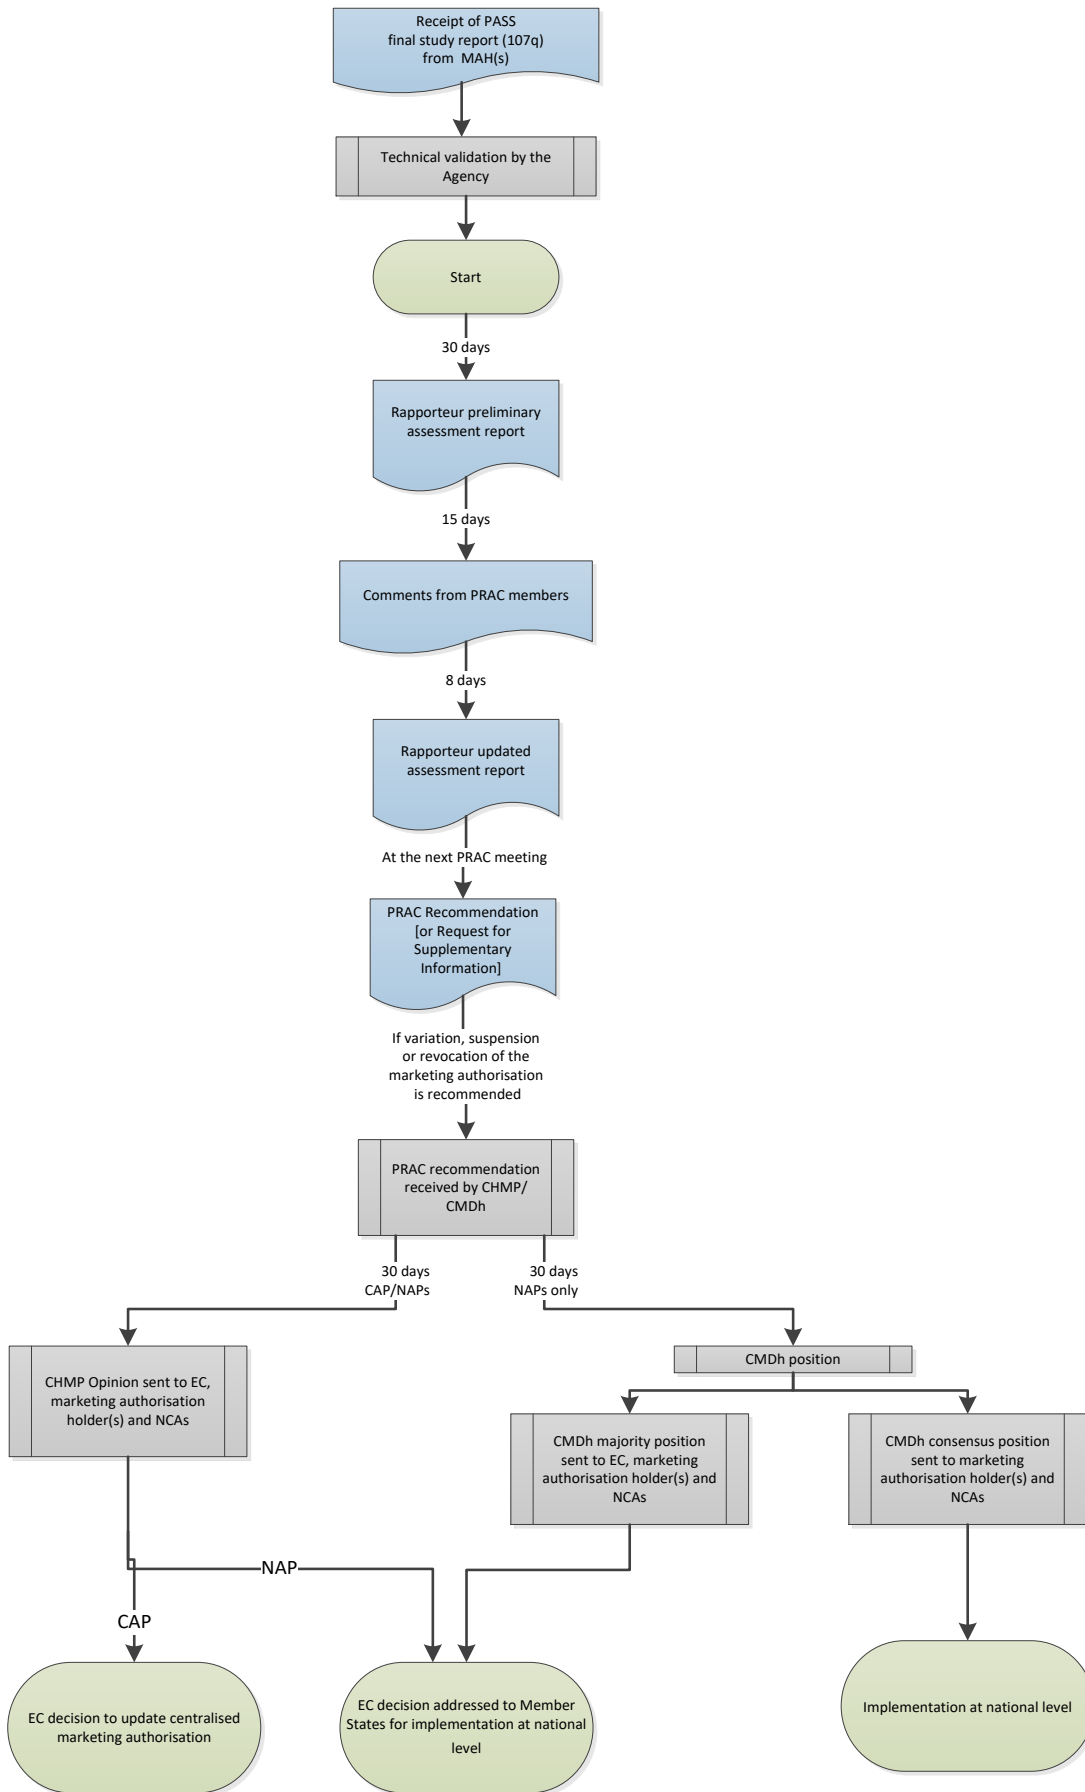 Receipt of PASS
final study report (107q)
from MAH(s)
Technical validation by the
Agency
Start
30 days
Rapporteur preliminary
assessment report
15 days
Comments from PRAC members
8 days
Rapporteur updated
assessment report
At the next PRAC meeting
PRAC Recommendation
[or Request for
Supplementary
Information]
If variation, suspension
or revocation of the
marketing authorisation
is recommended
PRAC recommendation
received by CHMP/
CMDh
30 days
CAP/NAPs
30 days
NAPs only
CHMP Opinion sent to EC,
marketing authorisation
holder(s) and NCAs
CMDh position
CMDh majority position
sent to EC, marketing
authorisation holder(s) and
NCAs
CMDh consensus position
sent to marketing
authorisation holder(s) and
NCAs
NAP
CAP
EC decision to update centralised
marketing authorisation
EC decision addressed to Member
States for implementation at national
level
Implementation at national level